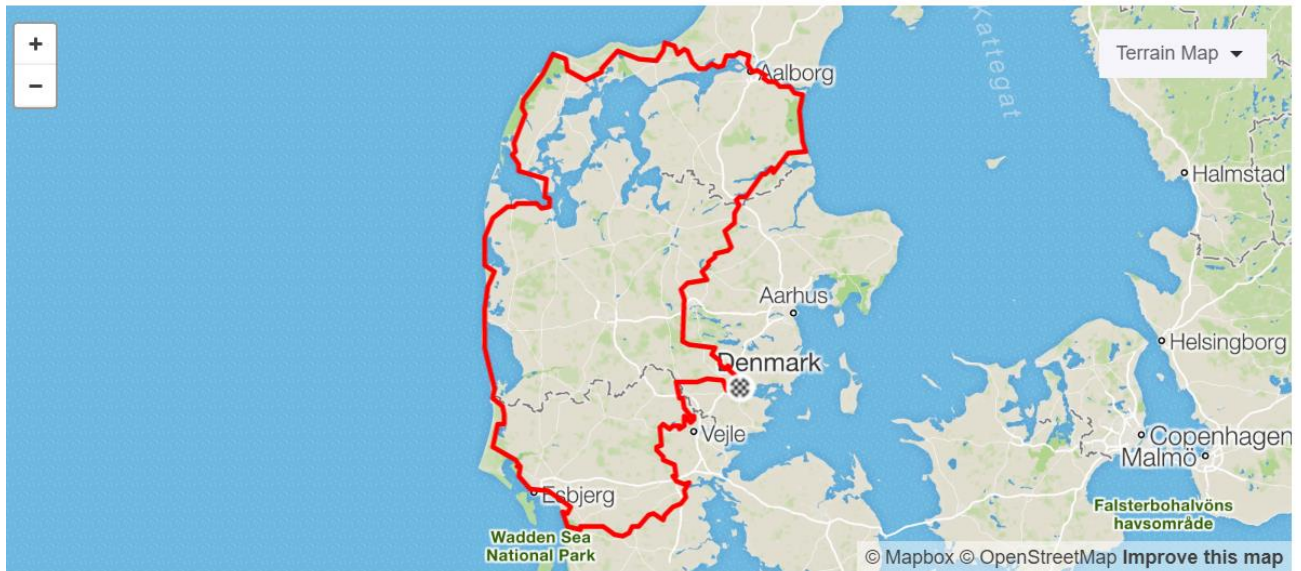 +
−
Kattegat
Terrain Map
Aalborg
Halmstad
Aarhus
Helsingborg
Denmark
Vejle
Copenhagen
Malmö
Esbjerg
Falsterbohalvöns
havsområde
Wadden Sea
National Park
© Mapbox © OpenStreetMap Improve this map